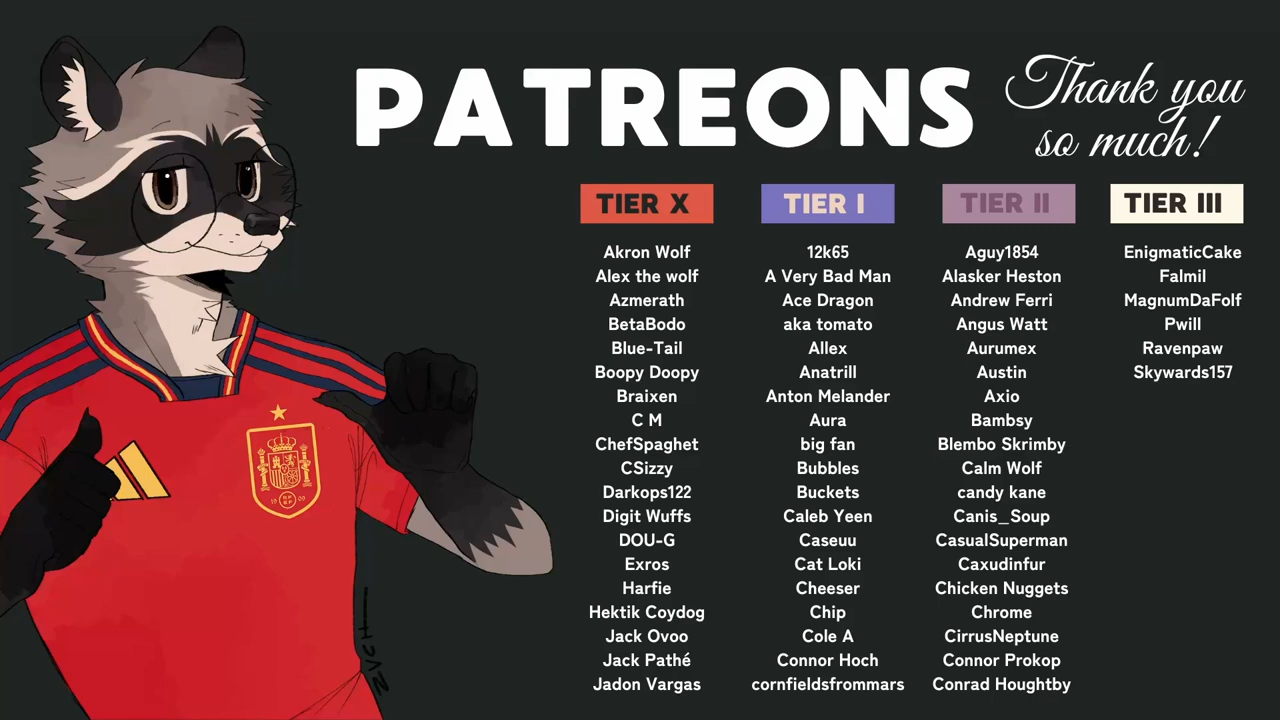 PATREONS
Thank you
so much!
TIER X
Akron Wolf
Alex the wolf
Azmerath
BetaBodo
Blue-Tail
Boopy Doopy
Braixen
C M
ChefSpaghet
CSizzy
Darkops122
Digit Wuffs
DOU-G
Exros
Harfie
Hektik Coydog
Jack Ovoo
Jack Pathé
Jadon Vargas
TIER I
12k65
A Very Bad Man
Ace Dragon
aka tomato
Allex
Anatrill
Anton Melander
Aura
big fan
Bubbles
Buckets
Caleb Yeen
Caseuu
Cat Loki
Cheeser
Chip
Cole A
Connor Hoch
cornfieldsfrommars
TIER II
Aguy1854
Alasker Heston
Andrew Ferri
Angus Watt
Aurumex
Austin
Axio
Bambsy
Blembo Skrimby
Calm Wolf
candy kane
Canis_Soup
CasualSuperman
Caxudinfur
Chicken Nuggets
Chrome
CirrusNeptune
Connor Prokop
Conrad Houghtby
TIER III
EnigmaticCake
Falmil
MagnumDaFolf
Pwill
Ravenpaw
Skywards157